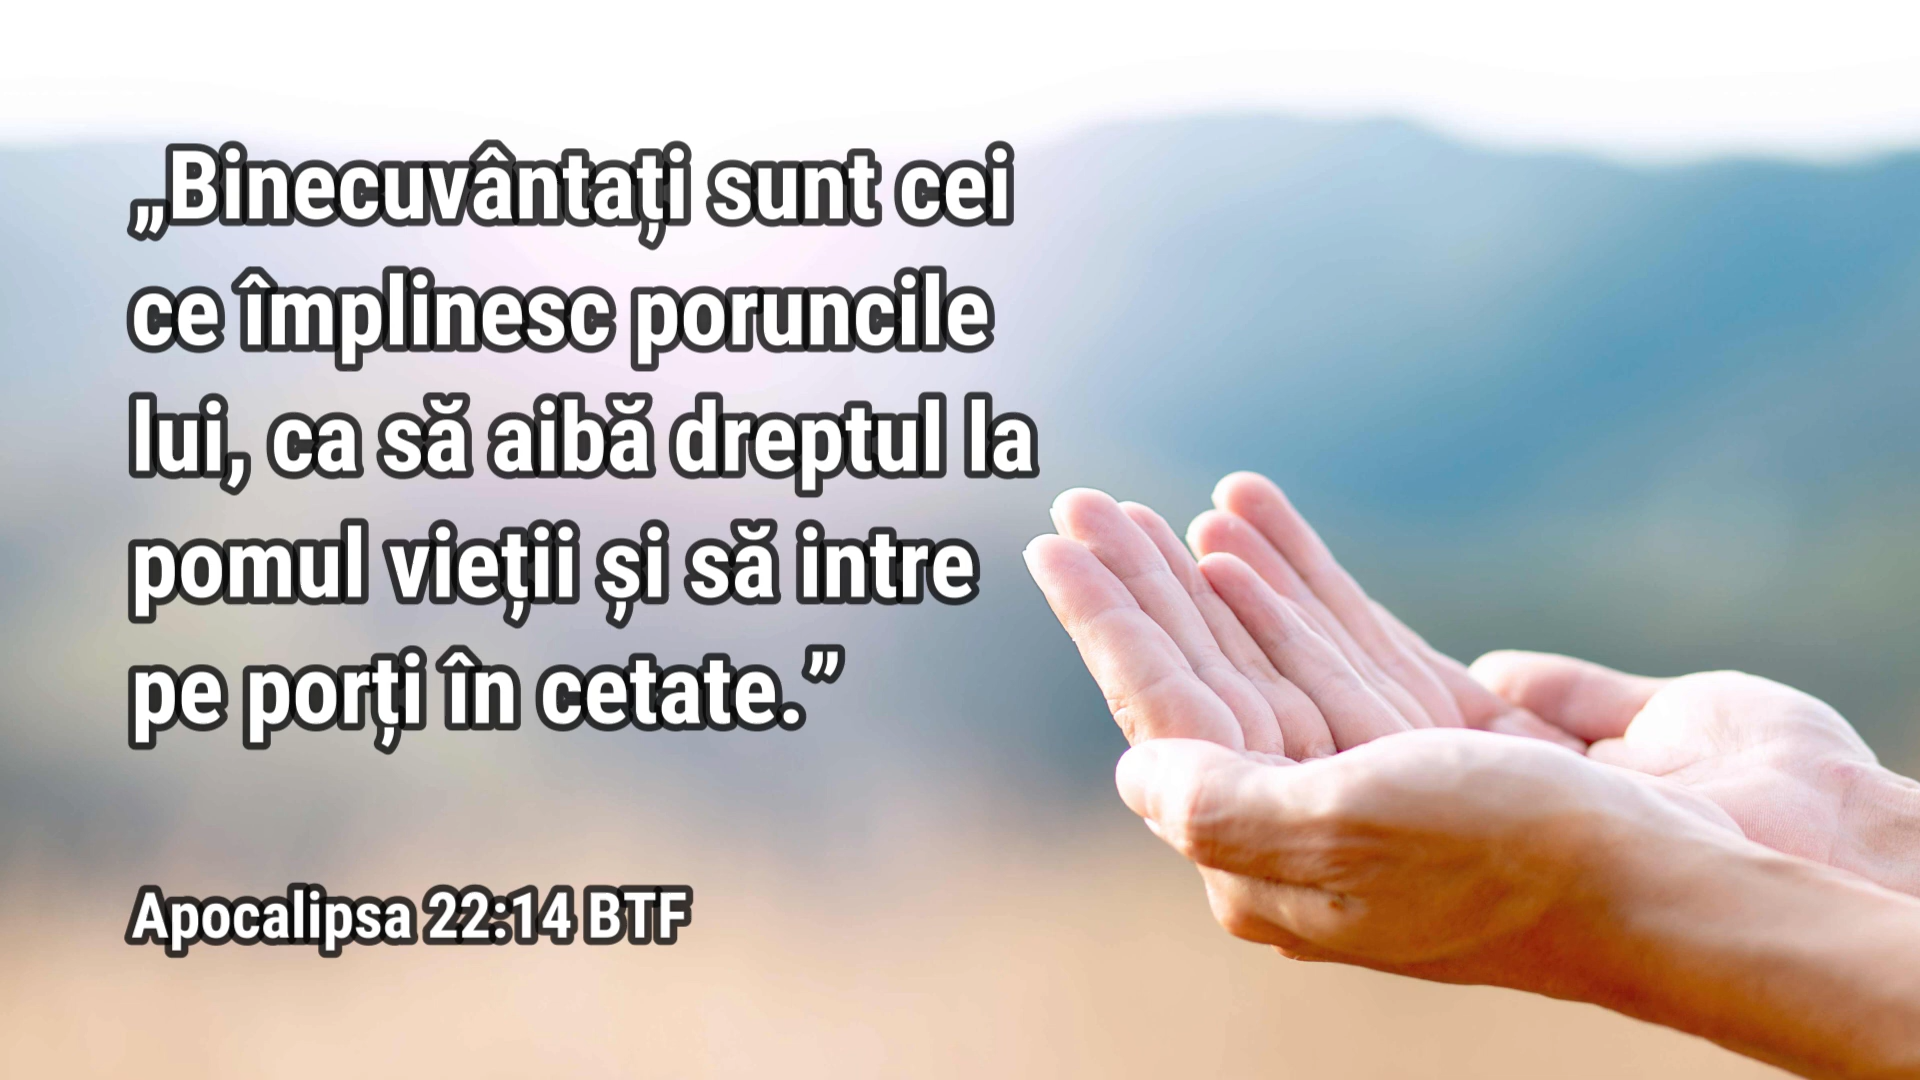 „Binecuvântați sunt cei
ce împlinesc poruncile
lui, ca să aibă dreptul la
pomul vieții și să intre
pe porți în cetate.”
Apocalipsa 22:14 BTF